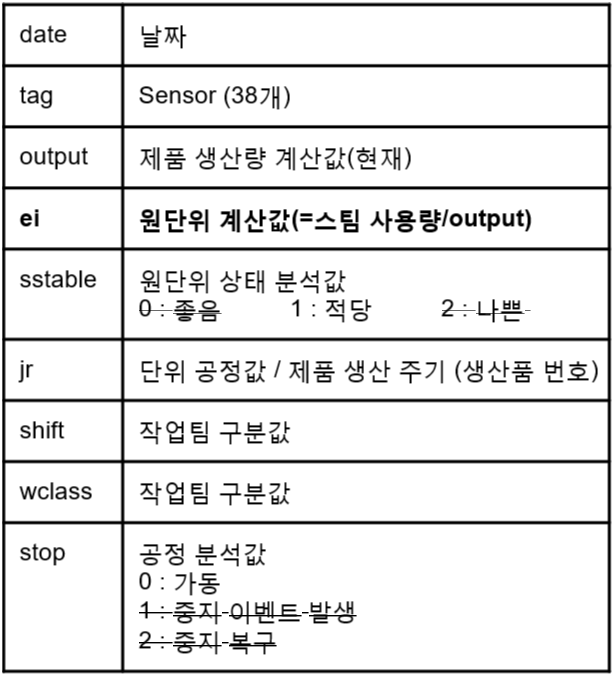 date 날짜
tag Sensor (38개)
output 제품 생산량 계산값(현재)
ei 원단위 계산값(=스팀 사용량/output)
sstable 원단위 상태 분석값
0 : 좋음 1 : 적당 2 : 나쁜
jr 단위 공정값 / 제품 생산 주기 (생산품 번호)
shift 작업팀 구분값
wclass 작업팀 구분값
stop 공정 분석값
0 : 가동
1 : 중지 이벤트 발생
2 : 중지 복구